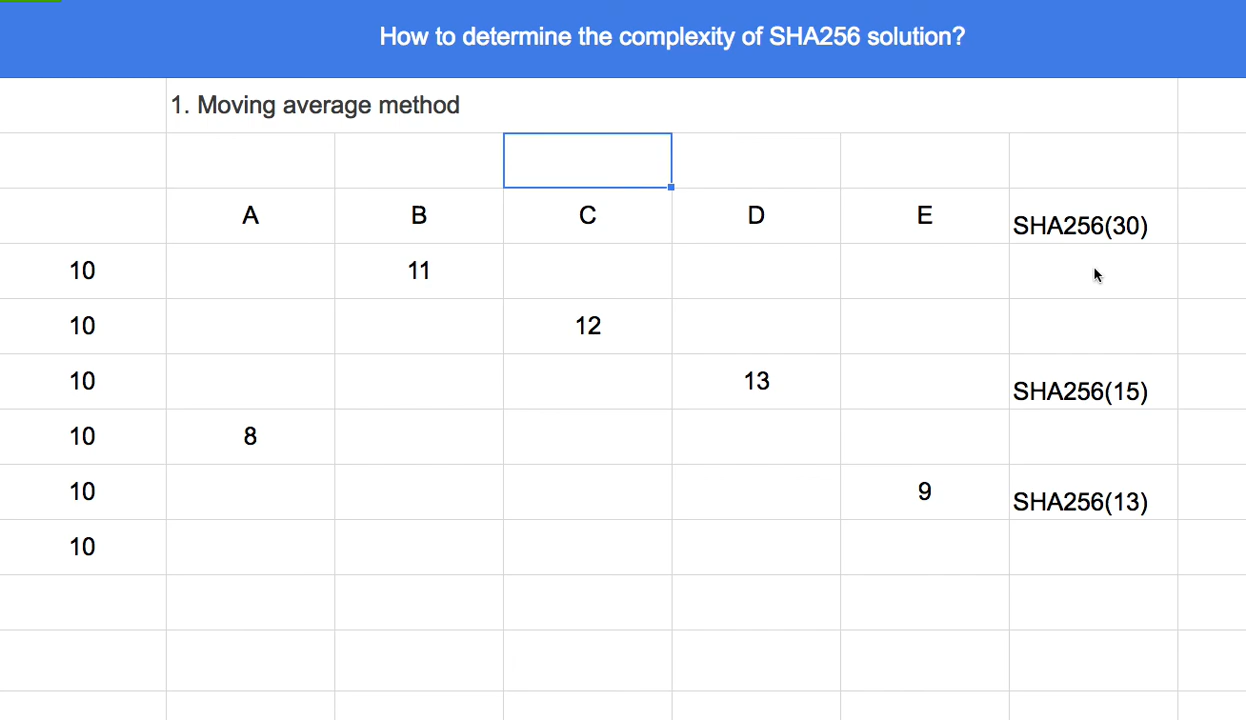 How to determine the complexity of SHA256 solution?
1. Moving average method
A B C D E SHA256(30)
10 11
10 12
10 13 SHA256(15)
10 8
10 9 SHA256(13)
10